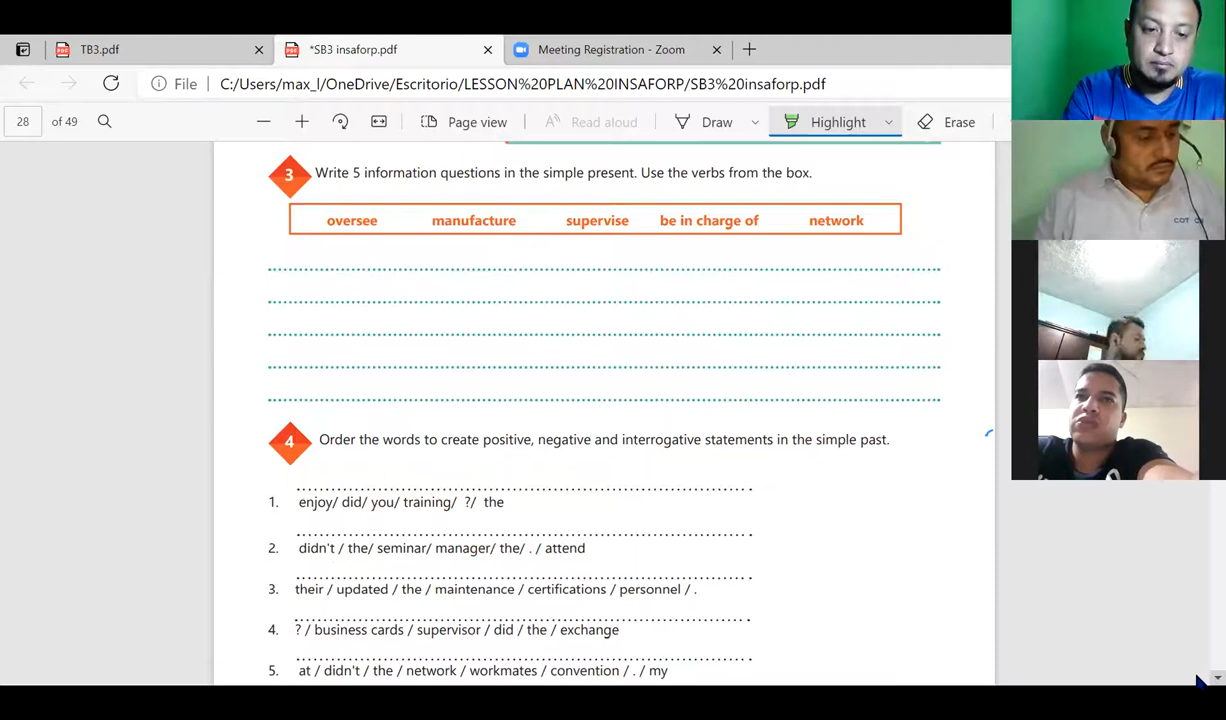 TB3.pdf
*SB3 insaforp.pdf
Meeting Registration - Zoom
File C:/Users/max_l/OneDrive/Escritorio/LESSON%20PLAN%20INSAFORP/SB3%20insaforp.pdf
28 of 49 Page view Read aloud Draw Highlight Erase
3 Write 5 information questions in the simple present. Use the verbs from the box.
oversee manufacture supervise be in charge of network
4 Order the words to create positive, negative and interrogative statements in the simple past.
1. enjoy/ did/ you/ training/ ?/ the
2. didn't / the/ seminar/ manager/ the/ . / attend
3. their / updated / the / maintenance / certifications / personnel / .
4. ? / business cards / supervisor / did / the / exchange
5. at / didn't / the / network / workmates / convention / . / my